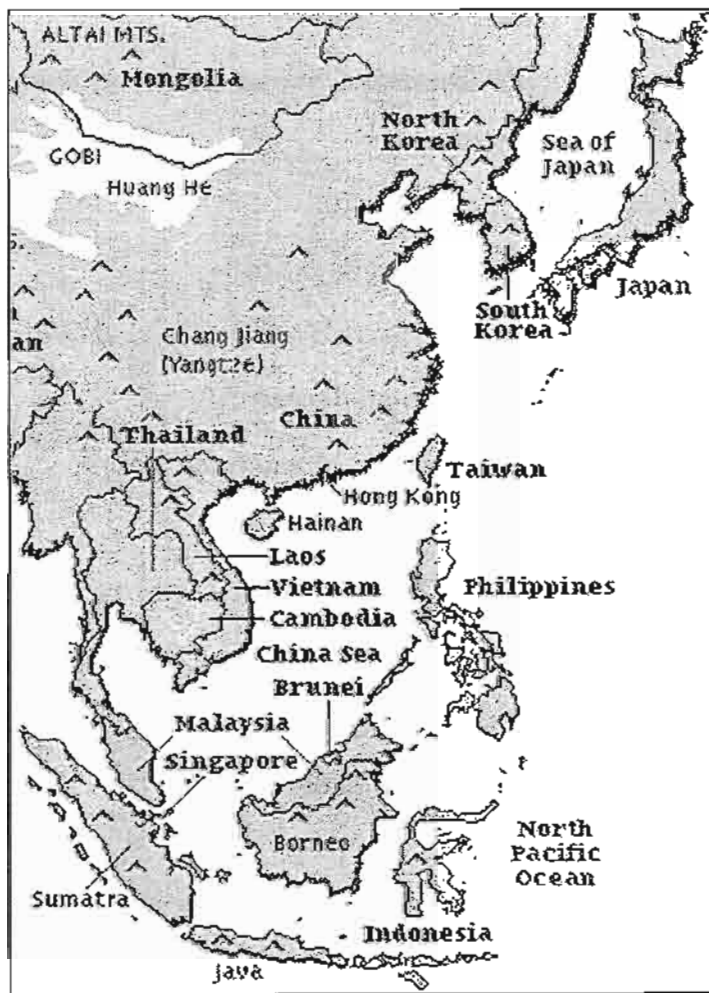 ALTAI MTS.
Mongolia
North
Korea
Sea of
Japan
GOBI
Huang He
Japan
South
Korea
an
Chang Jiang
(Yangtze)
China
Thailand
Taiwan
Hong Kong
Hainan
Laos
Vietnam
Philippines
Cambodia
China Sea
Brunei
Malaysia
Singapore
Borneo
North
Pacific
Ocean
Sumatra
Indonesia
Java